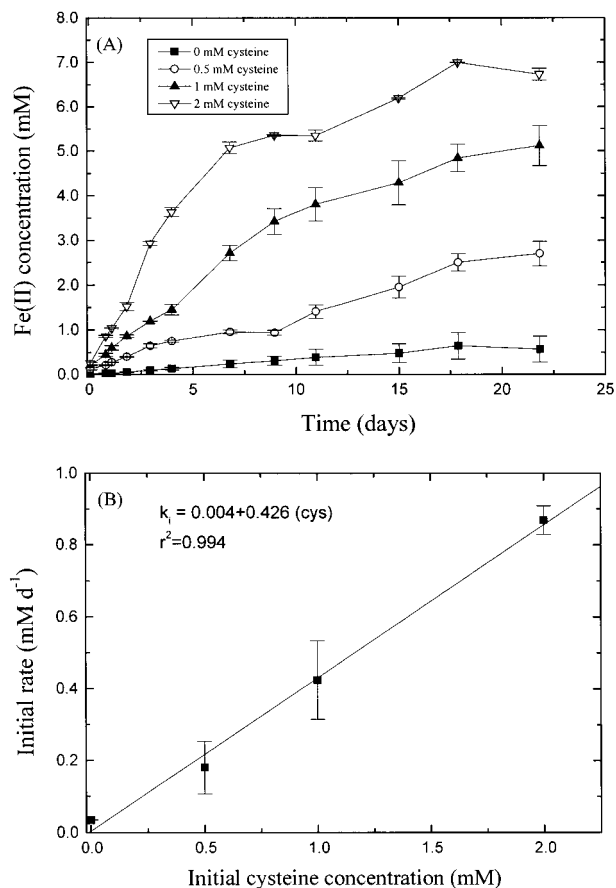 (A)
0 mM cysteine
0.5 mM cysteine
1 mM cysteine
2 mM cysteine
Fe(II) concentration (mM)
8.0
7.0
6.0
5.0
4.0
3.0
2.0
1.0
0.0
0 5 10 15 20 25
Time (days)
(B)
k_i = 0.004+0.426 (cys)
r²=0.994
Initial rate (mM d⁻¹)
1.0
0.8
0.6
0.4
0.2
0.0
0.0 0.5 1.0 1.5 2.0
Initial cysteine concentration (mM)